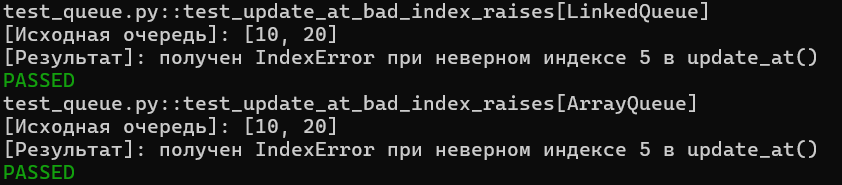 test_queue.py::test_update_at_bad_index_raises[LinkedQueue]
[Исходная очередь]: [10, 20]
[Результат]: получен IndexError при неверном индексе 5 в update_at()
PASSED
test_queue.py::test_update_at_bad_index_raises[ArrayQueue]
[Исходная очередь]: [10, 20]
[Результат]: получен IndexError при неверном индексе 5 в update_at()
PASSED